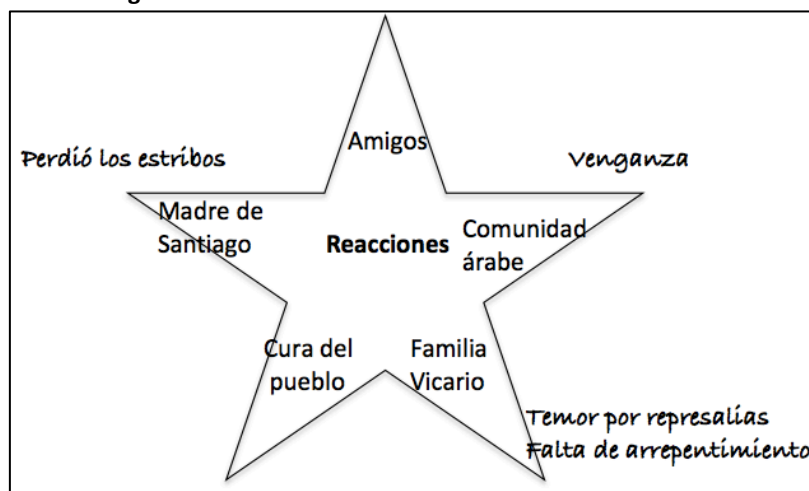 Amigos
Perdió los estribos
Venganza
Madre de
Santiago
Reacciones
Comunidad
árabe
Cura del
pueblo
Familia
Vicario
Temor por represalias
Falta de arrepentimiento